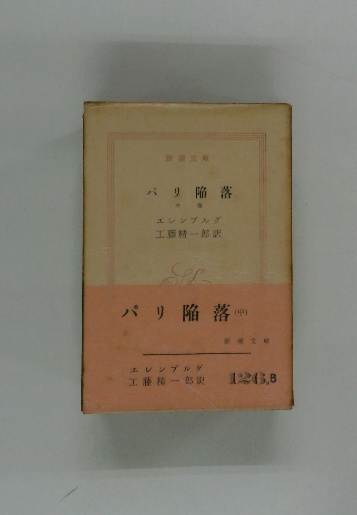 新潮文庫
パリ陥落
中巻
エレンブルグ
工藤精一郎訳
パリ陥落(中)
新潮文庫
エレンブルグ
工藤精一郎訳
126.B